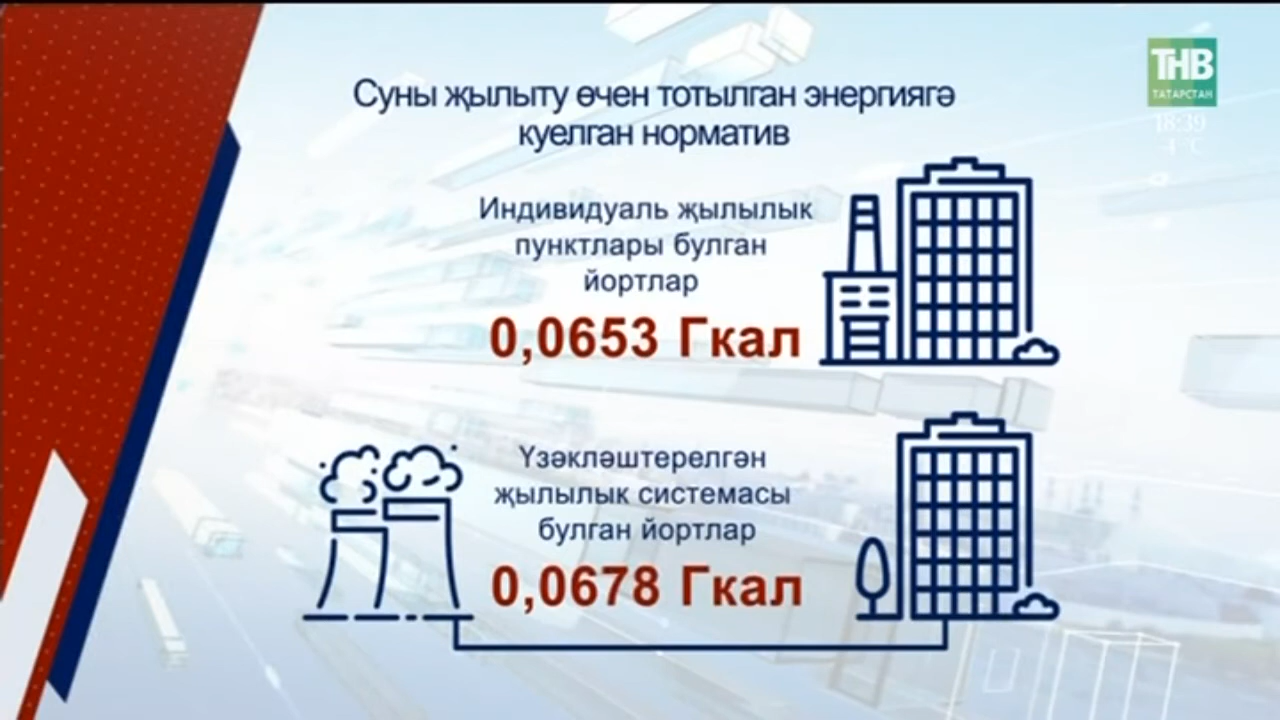 Суны җылыту өчен тотылган энергиягә
куелган норматив
ТНВ
ТАТАРСТАН
18:39
-1 °C
Индивидуаль җылылык
пунктлары булган
йортлар
0,0653 Гкал
Үзәкләштерелгән
җылылык системасы
булган йортлар
0,0678 Гкал